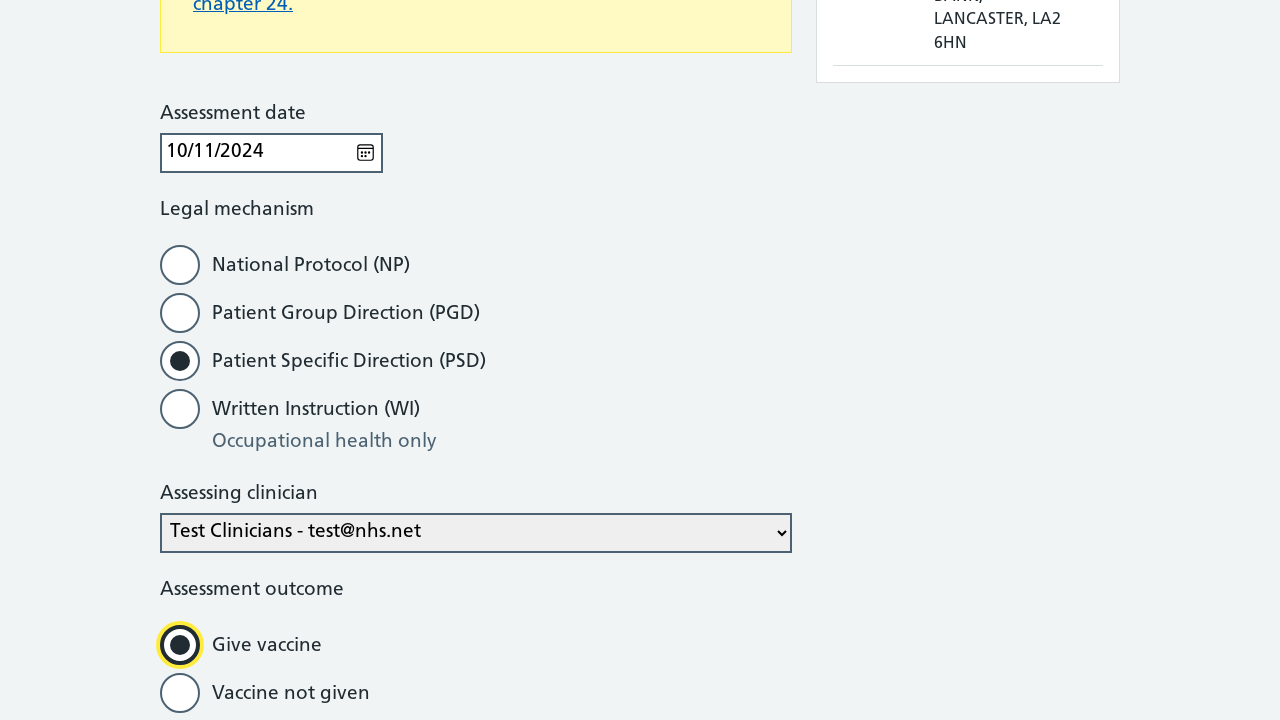 chapter 24.
LANCASTER, LA2
6HN
Assessment date
10/11/2024
Legal mechanism
National Protocol (NP)
Patient Group Direction (PGD)
Patient Specific Direction (PSD)
Written Instruction (WI)
Occupational health only
Assessing clinician
Test Clinicians - test@nhs.net
Assessment outcome
Give vaccine
Vaccine not given